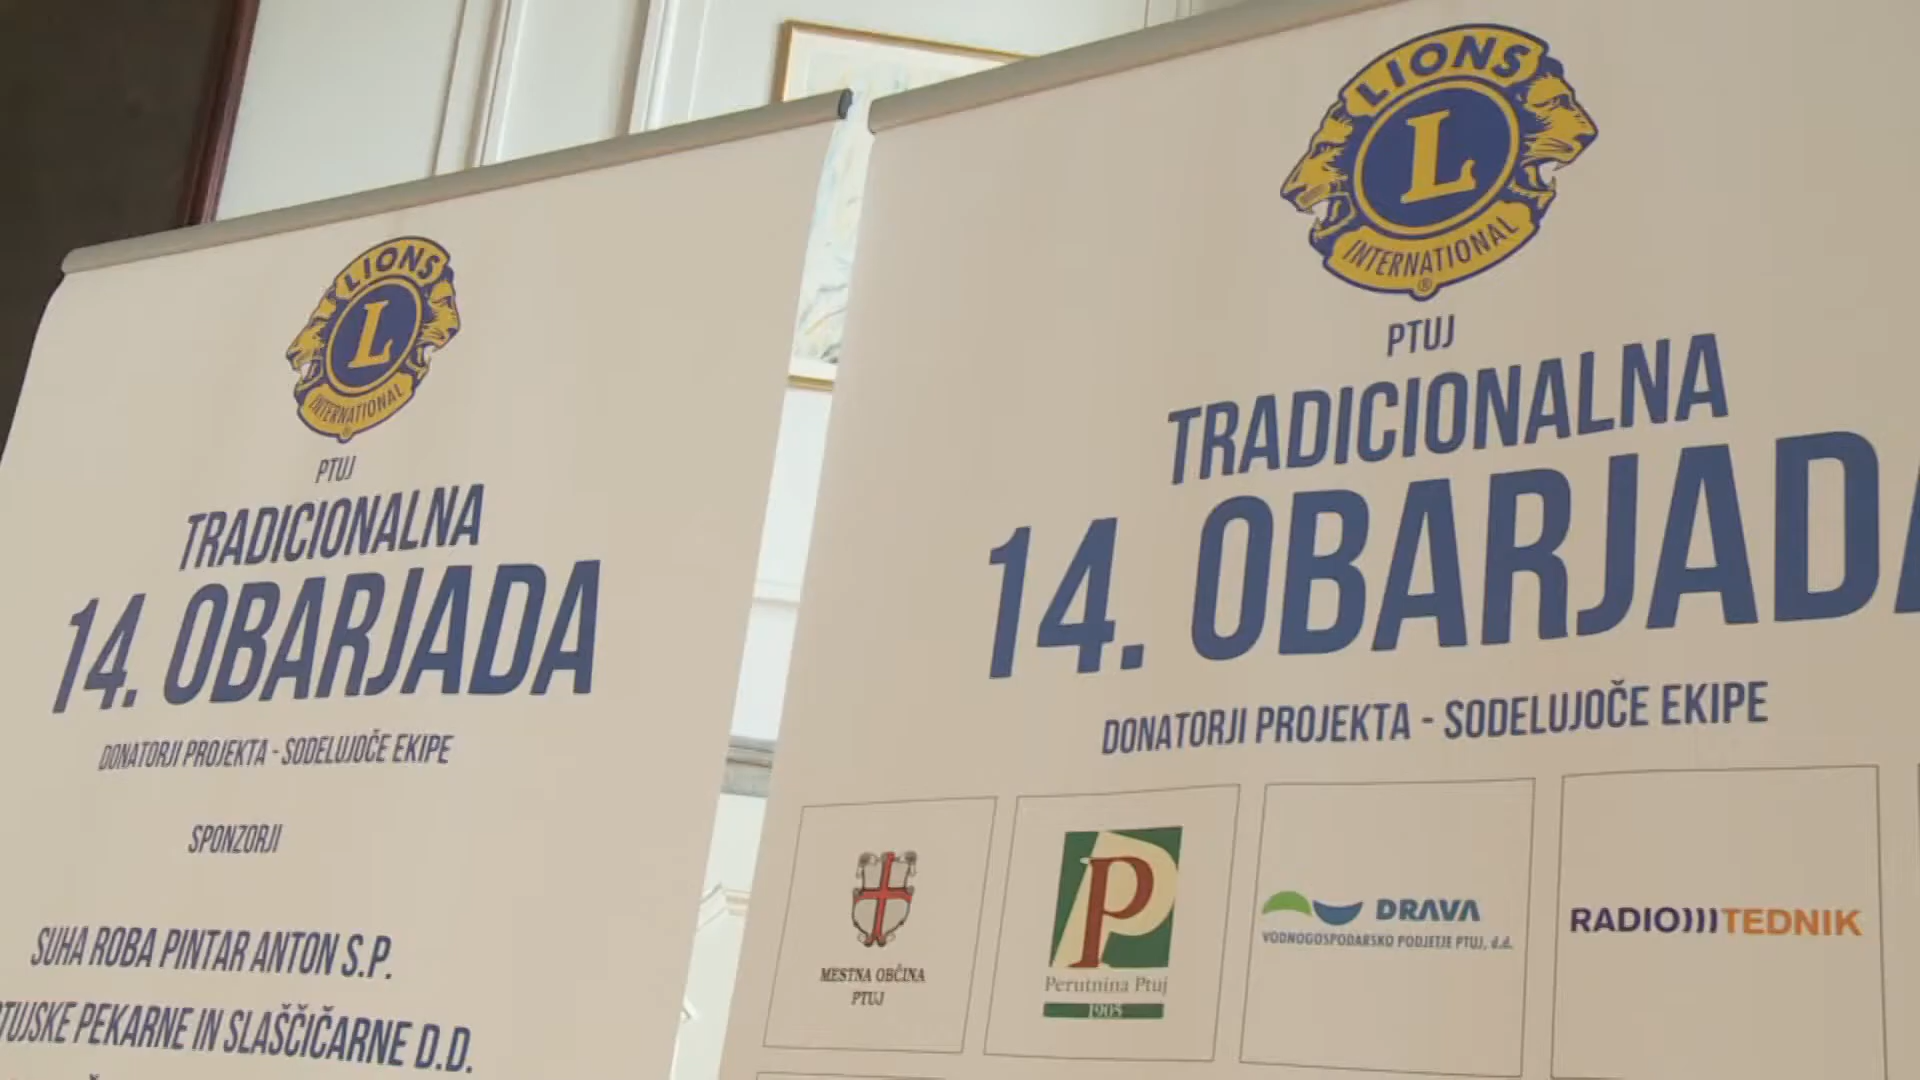 LIONS
L
INTERNATIONAL
®
PTUJ
TRADICIONALNA
14. OBARJADA
DONATORJI PROJEKTA - SODELUJOČE EKIPE
SPONZORJI
SUHA ROBA PINTAR ANTON S.P.
TUJSKE PEKARNE IN SLAŠČIČARNE D.D.
LIONS
L
INTERNATIONAL
®
PTUJ
TRADICIONALNA
14. OBARJADA
DONATORJI PROJEKTA - SODELUJOČE EKIPE
MESTNA OBČINA
PTUJ
P
Perutnina Ptuj
1905
DRAVA
VODNOGOSPODARSKO PODJETJE PTUJ, d.d.
RADIO)))TEDNIK